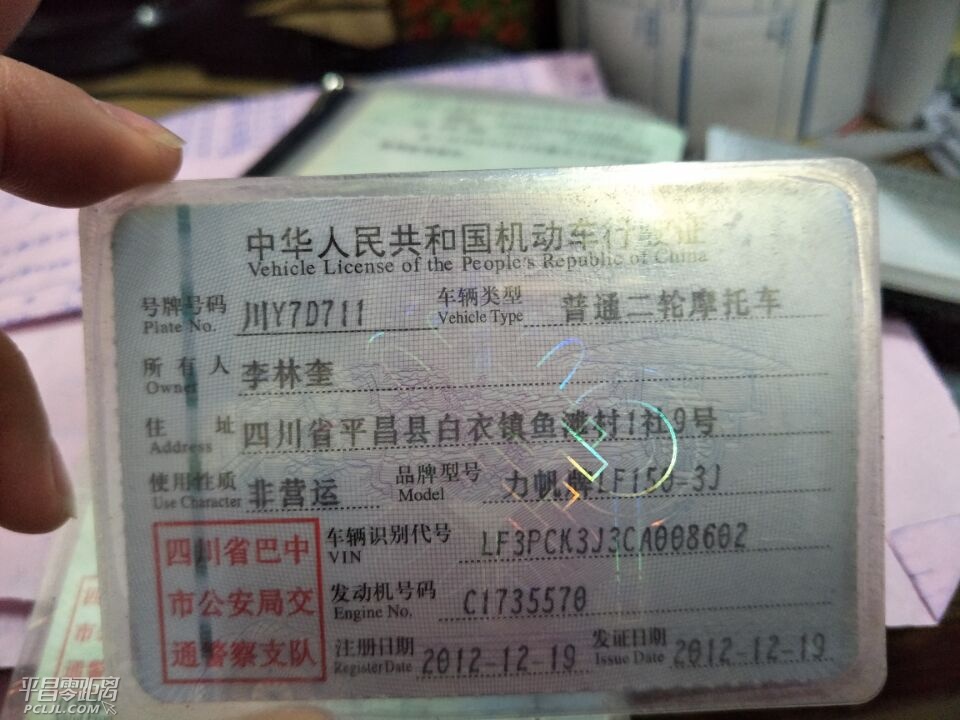 中华人民共和国机动车行驶证
Vehicle License of the People's Republic of China
号牌号码 川Y7D711 车辆类型 普通二轮摩托车
Plate No. Vehicle Type
所有人 李林奎
Owner
住址 四川省平昌县白衣镇鱼滩村1社9号
Address
使用性质 非营运 品牌型号 力帆牌LF150-3J
Use Character Model
四川省巴中
市公安局交
通警察支队
车辆识别代号 LF3PCK3J3CA008602
VIN
发动机号码 C1735570
Engine No.
注册日期 2012-12-19 发证日期 2012-12-19
Register Date Issue Date
平昌零距离
PCLJL.COM